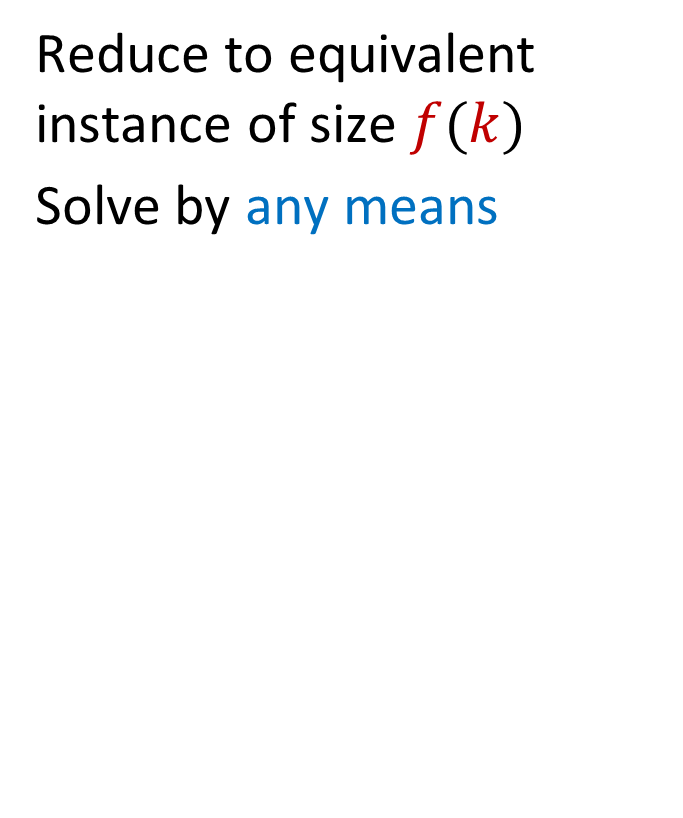 Reduce to equivalent
instance of size f(k)
Solve by any means